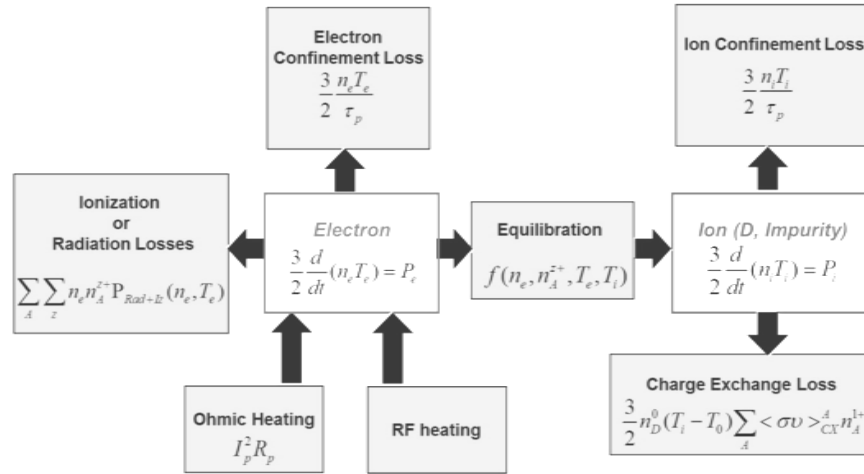 Electron
Confinement Loss
3/2 n_e T_e / τ_p
Ion Confinement Loss
3/2 n_i T_i / τ_p
Ionization
or
Radiation Losses
∑_A ∑_z n_e n_A^{z+} P_{Rad+Iz}(n_e, T_e)
Electron
3/2 d/dt (n_e T_e) = P_e
Equilibration
f(n_e, n_A^{z+}, T_e, T_i)
Ion (D, Impurity)
3/2 d/dt (n_i T_i) = P_i
Ohmic Heating
I_p^2 R_p
RF heating
Charge Exchange Loss
3/2 n_D^0 (T_i − T_0) ∑_A <συ>_{CX}^A n_A^{1+}